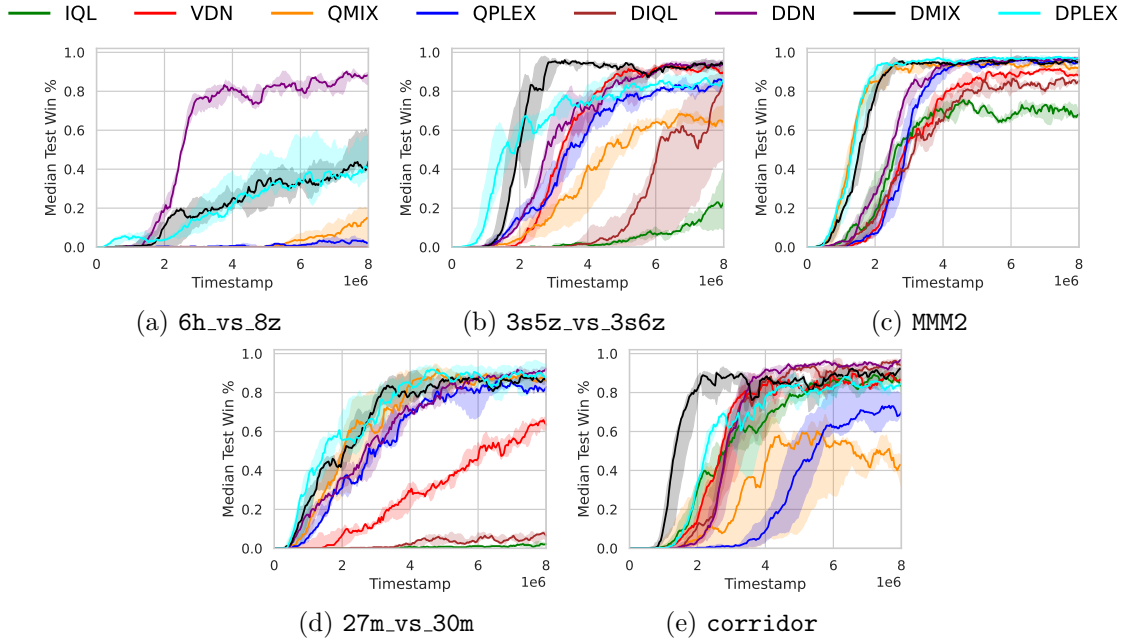 IQL VDN QMIX QPLEX DIQL DDN DMIX DPLEX
Median Test Win %
1.0
0.8
0.6
0.4
0.2
0.0
0 2 4 6 8
Timestamp 1e6
(a) 6h_vs_8z
Median Test Win %
1.0
0.8
0.6
0.4
0.2
0.0
0 2 4 6 8
Timestamp 1e6
(b) 3s5z_vs_3s6z
Median Test Win %
1.0
0.8
0.6
0.4
0.2
0.0
0 2 4 6 8
Timestamp 1e6
(c) MMM2
Median Test Win %
1.0
0.8
0.6
0.4
0.2
0.0
0 2 4 6 8
Timestamp 1e6
(d) 27m_vs_30m
Median Test Win %
1.0
0.8
0.6
0.4
0.2
0.0
0 2 4 6 8
Timestamp 1e6
(e) corridor